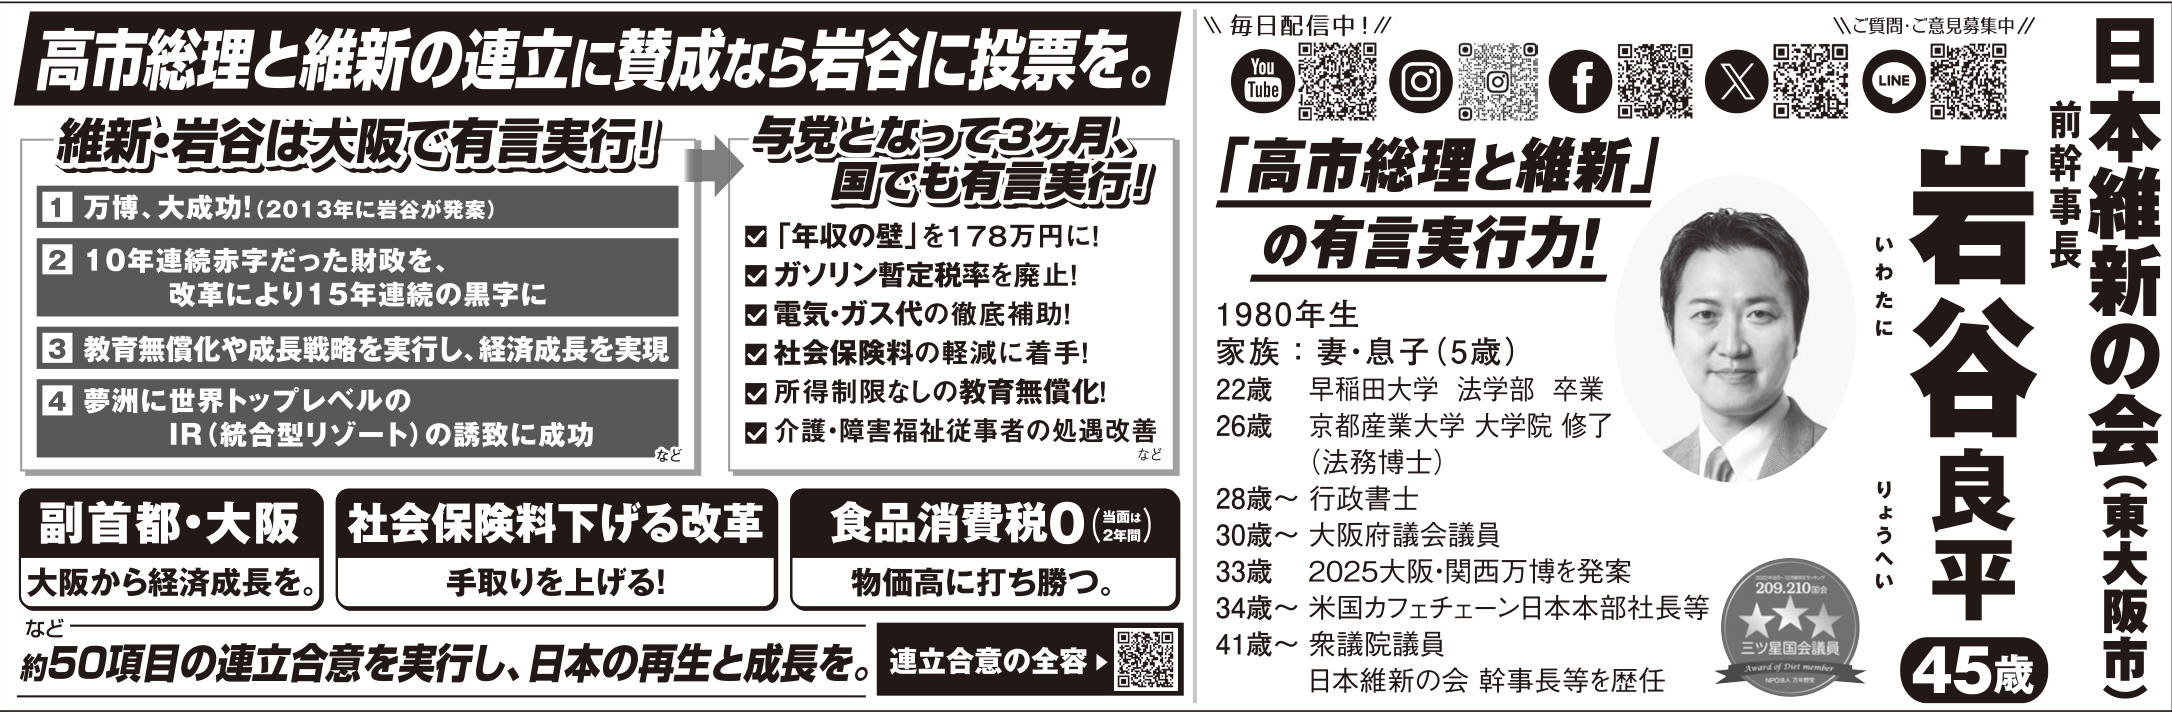 日本維新の会（東大阪市）
前幹事長
岩谷良平
いわたに
りょうへい
45歳
\\ 毎日配信中！//
\\ご質問・ご意見募集中//
You
Tube
LINE
「高市総理と維新」
の有言実行力！
1980年生
家族：妻・息子（5歳）
22歳 早稲田大学 法学部 卒業
26歳 京都産業大学 大学院 修了
（法務博士）
28歳～ 行政書士
30歳～ 大阪府議会議員
33歳 2025大阪・関西万博を発案
34歳～ 米国カフェチェーン日本本部社長等
41歳～ 衆議院議員
日本維新の会 幹事長等を歴任
209.210国会
三ツ星国会議員
Award of Diet member
NPO法人 万年野党
高市総理と維新の連立に賛成なら岩谷に投票を。
維新・岩谷は大阪で有言実行！
1 万博、大成功！（2013年に岩谷が発案）
2 10年連続赤字だった財政を、
改革により15年連続の黒字に
3 教育無償化や成長戦略を実行し、経済成長を実現
4 夢洲に世界トップレベルの
IR（統合型リゾート）の誘致に成功
など
与党となって3ヶ月、
国でも有言実行！
「年収の壁」を178万円に！
ガソリン暫定税率を廃止！
電気・ガス代の徹底補助！
社会保険料の軽減に着手！
所得制限なしの教育無償化！
介護・障害福祉従事者の処遇改善
など
副首都・大阪
大阪から経済成長を。
社会保険料下げる改革
手取りを上げる！
食品消費税0（当面は
2年間）
物価高に打ち勝つ。
など
約50項目の連立合意を実行し、日本の再生と成長を。
連立合意の全容▶